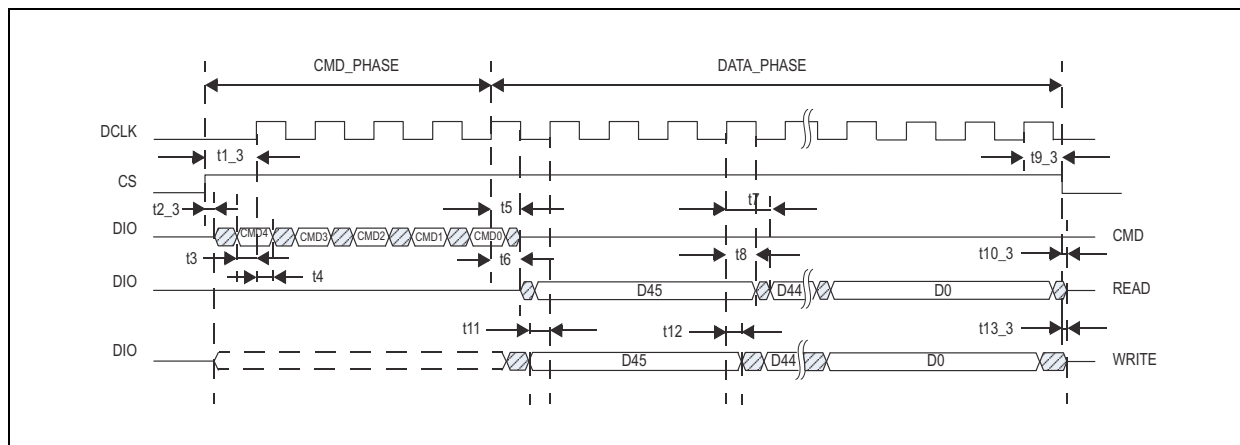 CMD_PHASE DATA_PHASE
DCLK
t1_3 t9_3
CS
t2_3 t5 t7
DIO CMD4 CMD3 CMD2 CMD1 CMD0 CMD
t3 t4 t6 t8 t10_3
DIO D45 D44 D0 READ
t11 t12 t13_3
DIO D45 D44 D0 WRITE